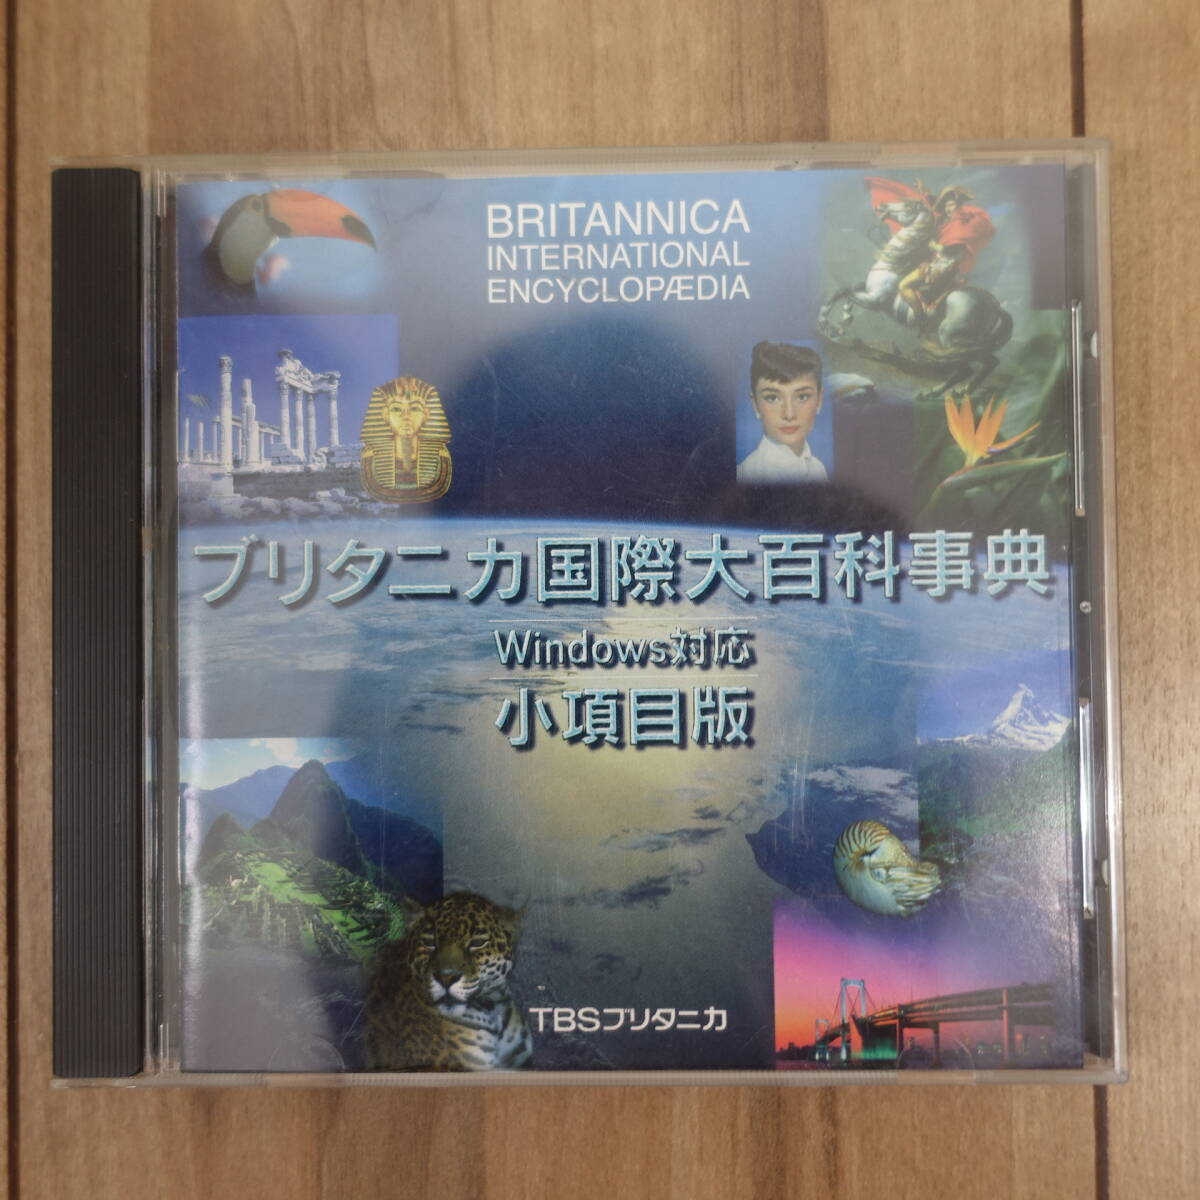 BRITANNICA
INTERNATIONAL
ENCYCLOPÆDIA
ブリタニカ国際大百科事典
Windows対応
小項目版
TBSブリタニカ